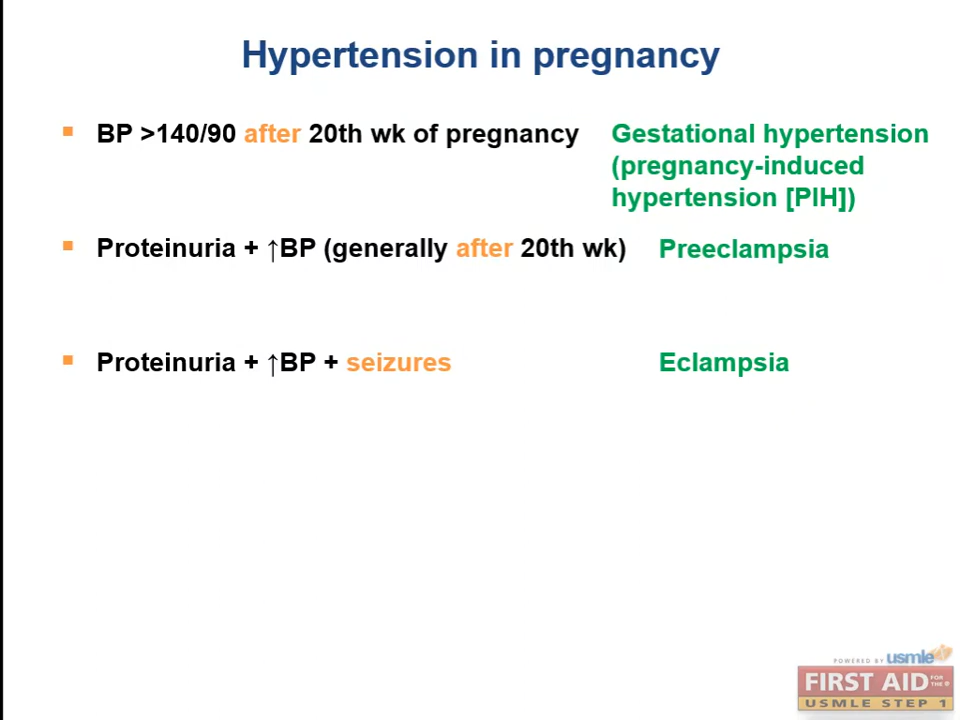 Hypertension in pregnancy
▪ BP >140/90 after 20th wk of pregnancy
Gestational hypertension
(pregnancy-induced
hypertension [PIH])
▪ Proteinuria + ↑BP (generally after 20th wk)
Preeclampsia
▪ Proteinuria + ↑BP + seizures
Eclampsia
POWERED BY usmle
FIRST AID FOR THE®
USMLE STEP 1